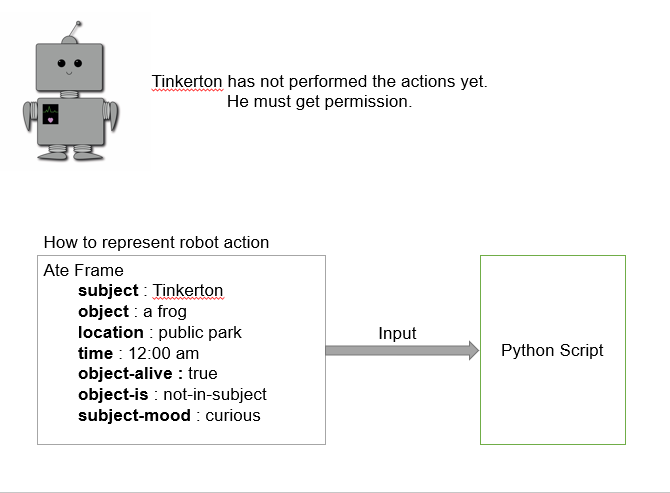 Tinkerton has not performed the actions yet.
He must get permission.
How to represent robot action
Ate Frame
subject : Tinkerton
object : a frog
location : public park
time : 12:00 am
object-alive : true
object-is : not-in-subject
subject-mood : curious
Input
Python Script